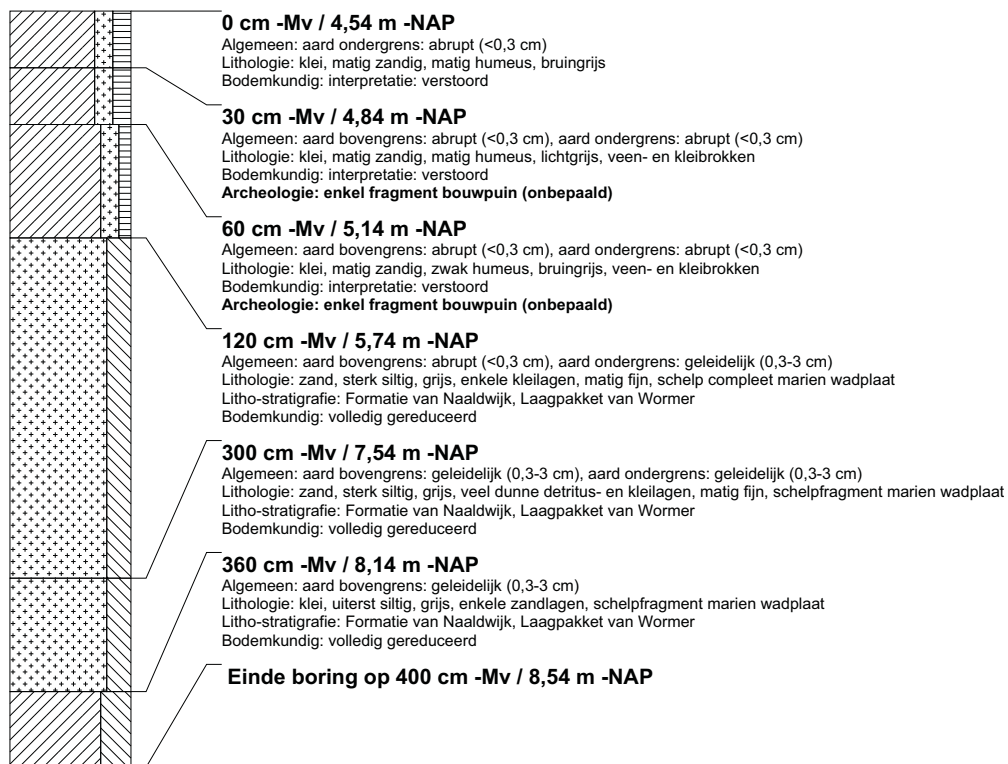 0 cm -Mv / 4,54 m -NAP
Algemeen: aard ondergrens: abrupt (<0,3 cm)
Lithologie: klei, matig zandig, matig humeus, bruingrijs
Bodemkundig: interpretatie: verstoord
30 cm -Mv / 4,84 m -NAP
Algemeen: aard bovengrens: abrupt (<0,3 cm), aard ondergrens: abrupt (<0,3 cm)
Lithologie: klei, matig zandig, matig humeus, lichtgrijs, veen- en kleibrokken
Bodemkundig: interpretatie: verstoord
Archeologie: enkel fragment bouwpuin (onbepaald)
60 cm -Mv / 5,14 m -NAP
Algemeen: aard bovengrens: abrupt (<0,3 cm), aard ondergrens: abrupt (<0,3 cm)
Lithologie: klei, matig zandig, zwak humeus, bruingrijs, veen- en kleibrokken
Bodemkundig: interpretatie: verstoord
Archeologie: enkel fragment bouwpuin (onbepaald)
120 cm -Mv / 5,74 m -NAP
Algemeen: aard bovengrens: abrupt (<0,3 cm), aard ondergrens: geleidelijk (0,3-3 cm)
Lithologie: zand, sterk siltig, grijs, enkele kleilagen, matig fijn, schelp compleet marien wadplaat
Litho-stratigrafie: Formatie van Naaldwijk, Laagpakket van Wormer
Bodemkundig: volledig gereduceerd
300 cm -Mv / 7,54 m -NAP
Algemeen: aard bovengrens: geleidelijk (0,3-3 cm), aard ondergrens: geleidelijk (0,3-3 cm)
Lithologie: zand, sterk siltig, grijs, veel dunne detritus- en kleilagen, matig fijn, schelpfragment marien wadplaat
Litho-stratigrafie: Formatie van Naaldwijk, Laagpakket van Wormer
Bodemkundig: volledig gereduceerd
360 cm -Mv / 8,14 m -NAP
Algemeen: aard bovengrens: geleidelijk (0,3-3 cm)
Lithologie: klei, uiterst siltig, grijs, enkele zandlagen, schelpfragment marien wadplaat
Litho-stratigrafie: Formatie van Naaldwijk, Laagpakket van Wormer
Bodemkundig: volledig gereduceerd
Einde boring op 400 cm -Mv / 8,54 m -NAP